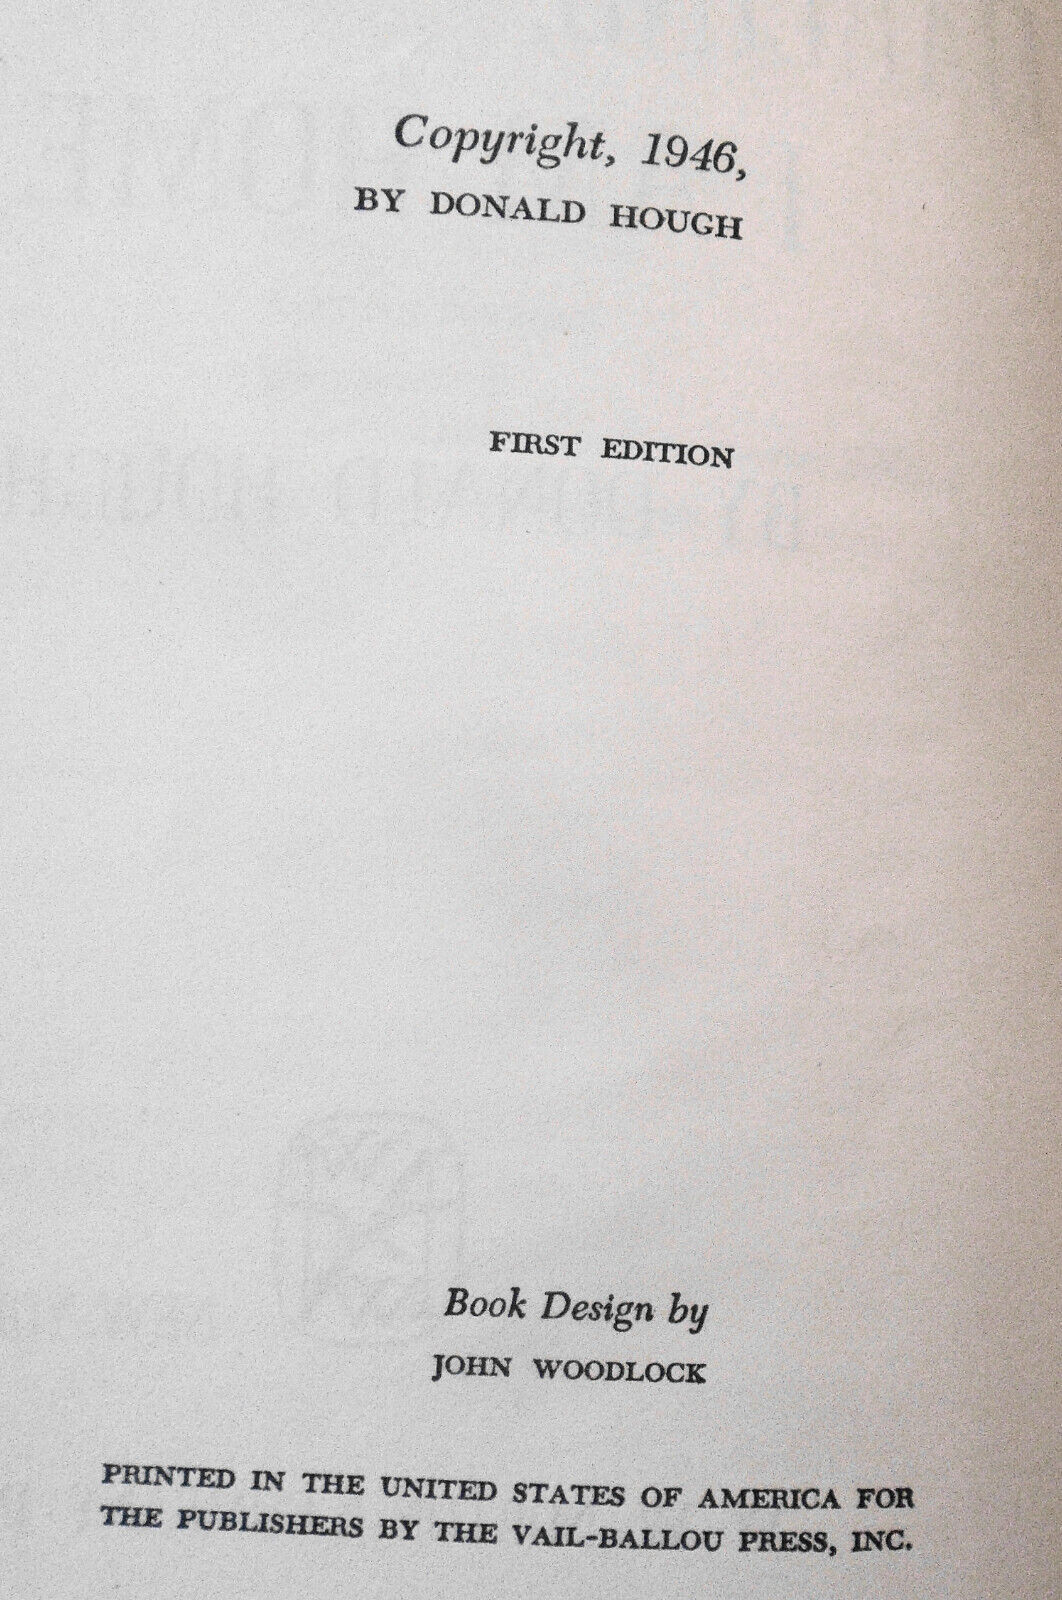 Copyright, 1946,
BY DONALD HOUGH
FIRST EDITION
Book Design by
JOHN WOODLOCK
PRINTED IN THE UNITED STATES OF AMERICA FOR
THE PUBLISHERS BY THE VAIL-BALLOU PRESS, INC.